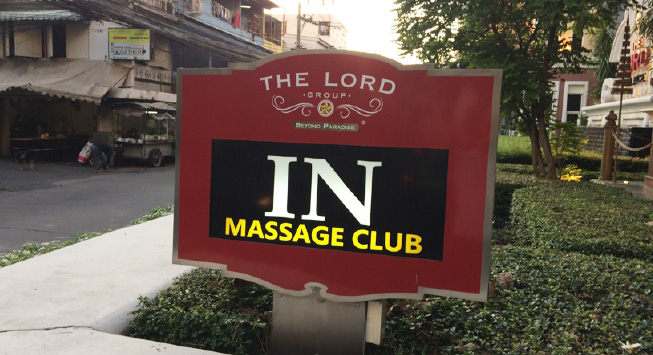 THE LORD
GROUP
BEYOND PARADISE
IN
MASSAGE CLUB